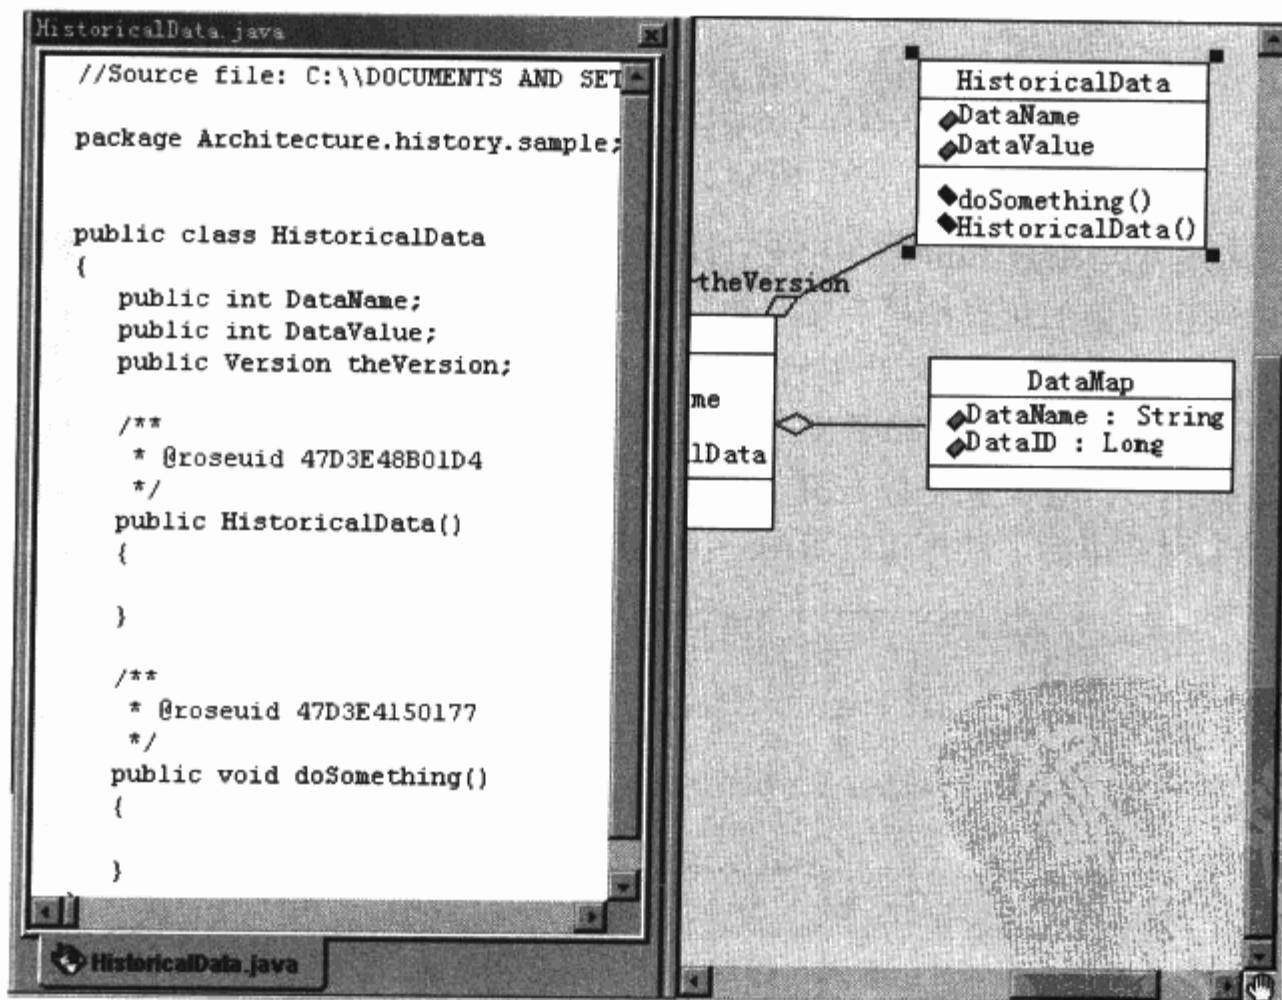 HistoricalData.java
//Source file: C:\\DOCUMENTS AND SET
package Architecture.history.sample;
public class HistoricalData
{
public int DataName;
public int DataValue;
public Version theVersion;
/**
* @roseuid 47D3E48B01D4
*/
public HistoricalData()
{
}
/**
* @roseuid 47D3E4150177
*/
public void doSomething()
{
}
HistoricalData.java
HistoricalData
DataName
DataValue
doSomething()
HistoricalData()
theVersion
me
lData
DataMap
DataName : String
DataID : Long